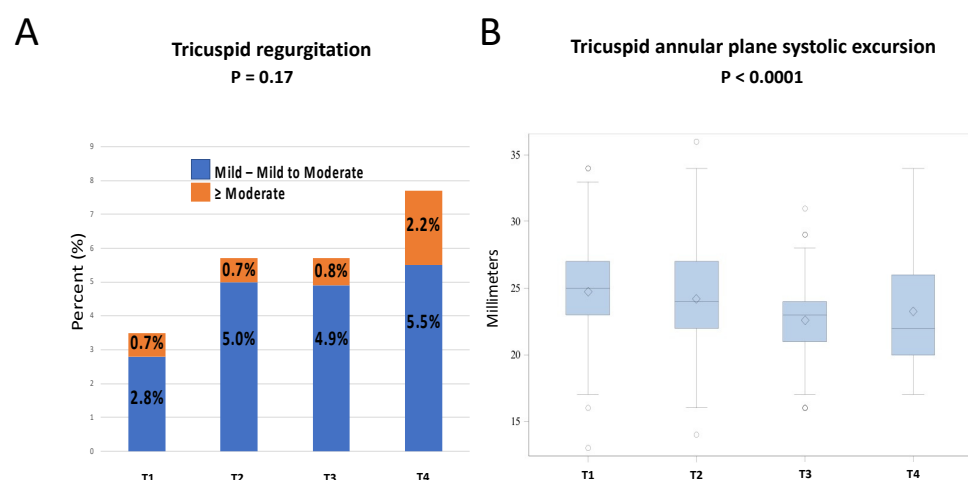 A
Tricuspid regurgitation
P = 0.17
Percent (%)
9
8
7
6
5
4
3
2
1
0
Mild – Mild to Moderate
≥ Moderate
0.7%
2.8%
0.7%
5.0%
0.8%
4.9%
2.2%
5.5%
T1
T2
T3
T4
B
Tricuspid annular plane systolic excursion
P < 0.0001
Millimeters
35
30
25
20
15
T1
T2
T3
T4